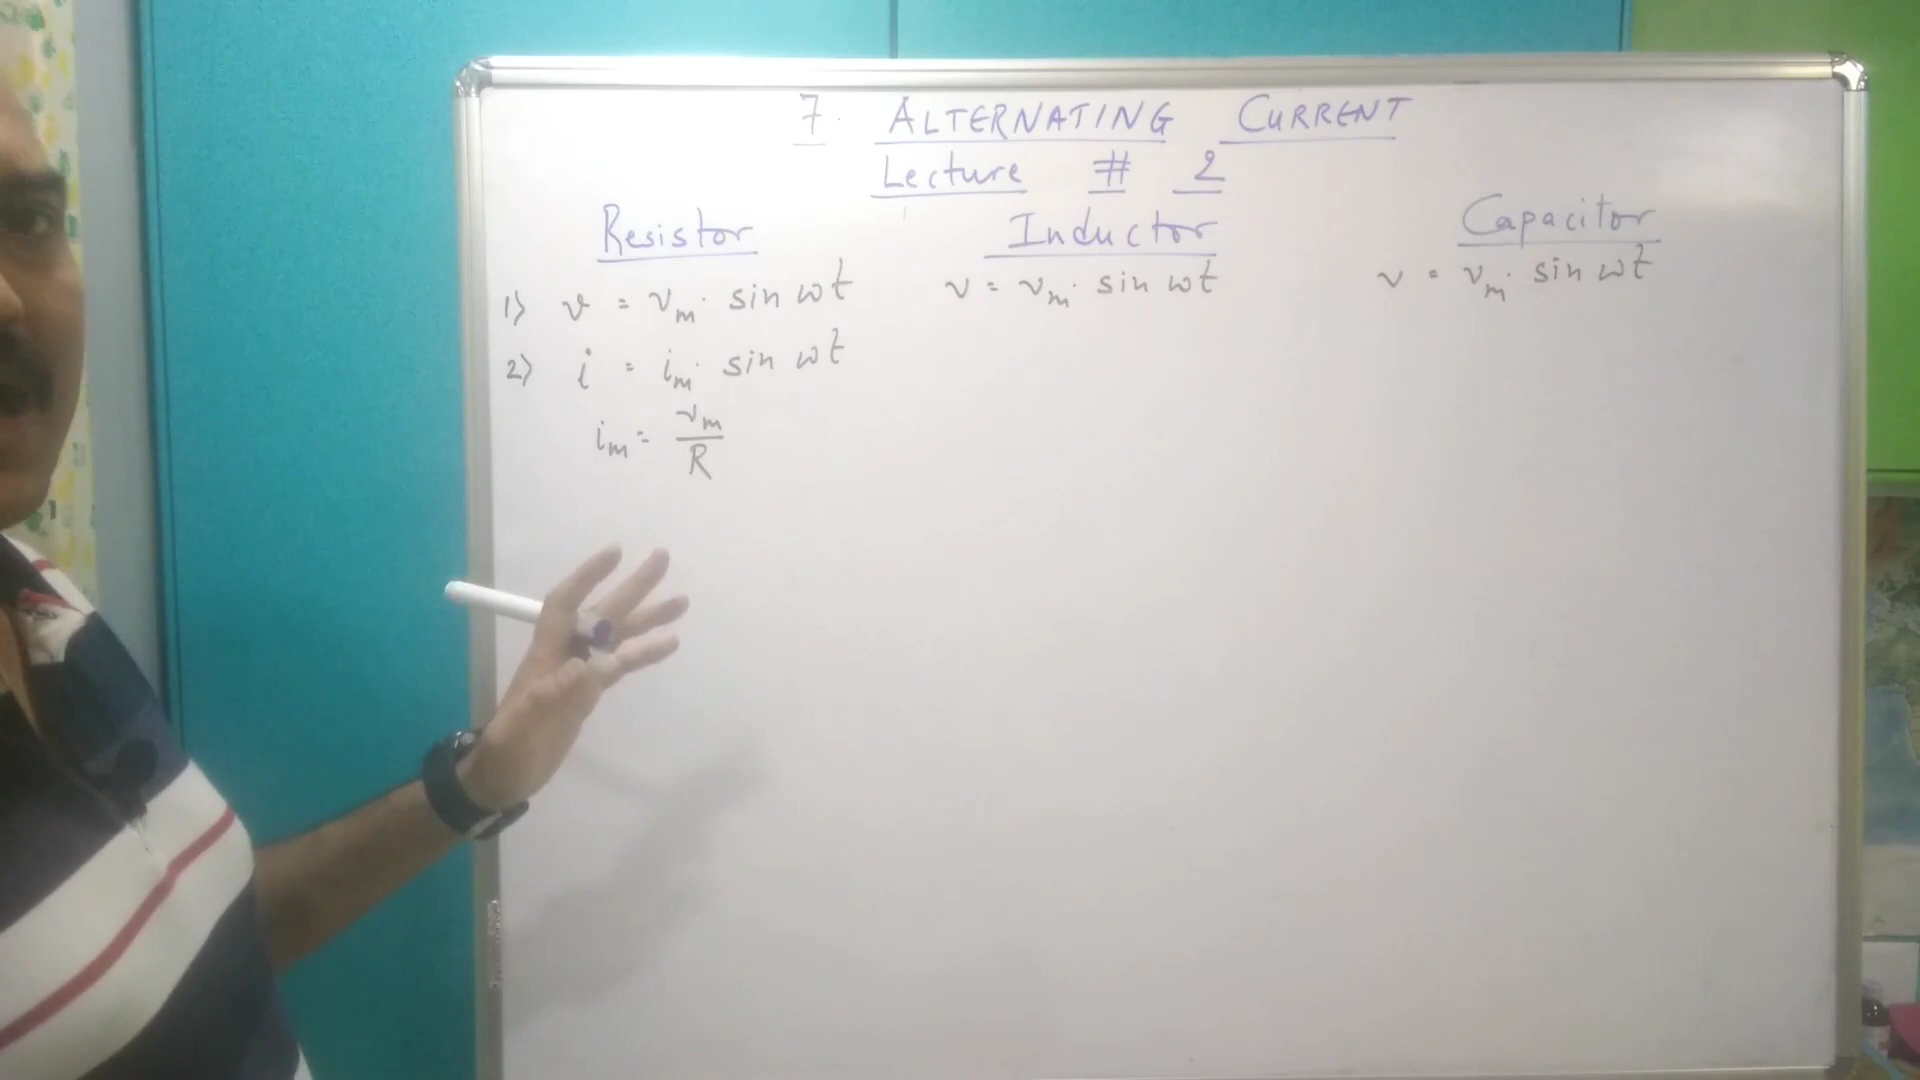 7. ALTERNATING CURRENT
Lecture # 2
Resistor Inductor Capacitor
1) v = vm. sin ωt v = vm. sin ωt v = vm. sin ωt
2) i = im. sin ωt
im = vm / R